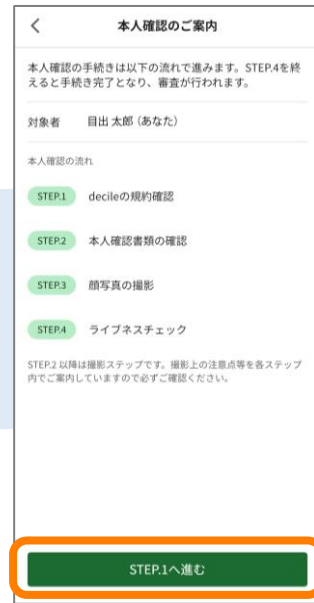 本人確認のご案内
本人確認の手続きは以下の流れで進みます。STEP.4を終
えると手続き完了となり、審査が行われます。
対象者 目出 太郎（あなた）
本人確認の流れ
STEP.1 decileの規約確認
STEP.2 本人確認書類の確認
STEP.3 顔写真の撮影
STEP.4 ライブネスチェック
STEP.2 以降は撮影ステップです。撮影上の注意点等を各ステップ
内でご案内していますので必ずご確認ください。
STEP.1へ進む